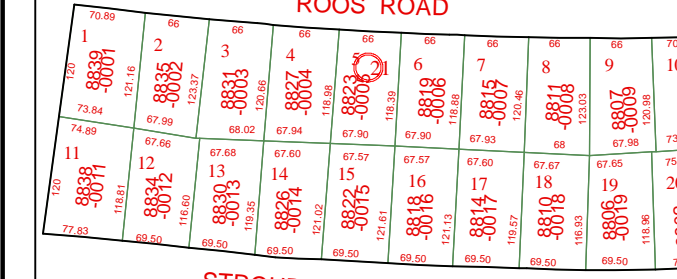 ROOS ROAD
70.89 66 66 66 66 66 66 66 66
1 2 3 4 5 21 6 7 8 9
8839 8835 8831 8827 8823 8819 8815 8811 8807
-0001 -0002 -0003 -0004 -0006 -0007 -0008 -0009
120 121.16 123.37 120.66 118.98 118.39 118.88 120.46 123.03 120.98
73.84 67.99 68.02 67.94 67.90 67.90 67.93 68 67.98
74.89 67.66 67.68 67.60 67.57 67.57 67.60 67.67 67.65
11 12 13 14 15 16 17 18 19
8838 8834 8830 8826 8822 8818 8814 8810 8806
-0011 -0012 -0013 -0014 -0015 -0016 -0017 -0018 -0019
120 118.81 116.60 119.35 121.02 121.61 121.13 119.57 116.93 118.96
77.83 69.50 69.50 69.50 69.50 69.50 69.50 69.50 69.50